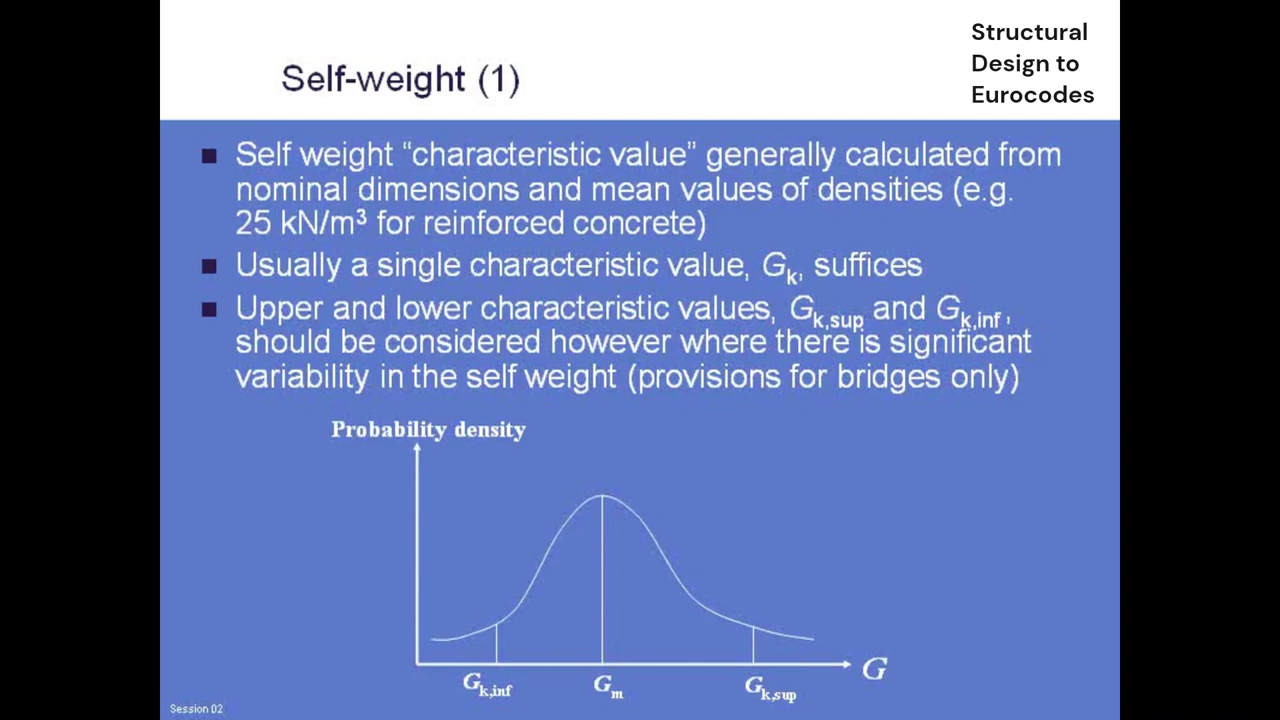 Structural
Design to
Eurocodes
Self-weight (1)
Self weight “characteristic value” generally calculated from
nominal dimensions and mean values of densities (e.g.
25 kN/m³ for reinforced concrete)
Usually a single characteristic value, Gk, suffices
Upper and lower characteristic values, Gk,sup and Gk,inf,
should be considered however where there is significant
variability in the self weight (provisions for bridges only)
Probability density
G
Gk,inf Gm Gk,sup
Session 02